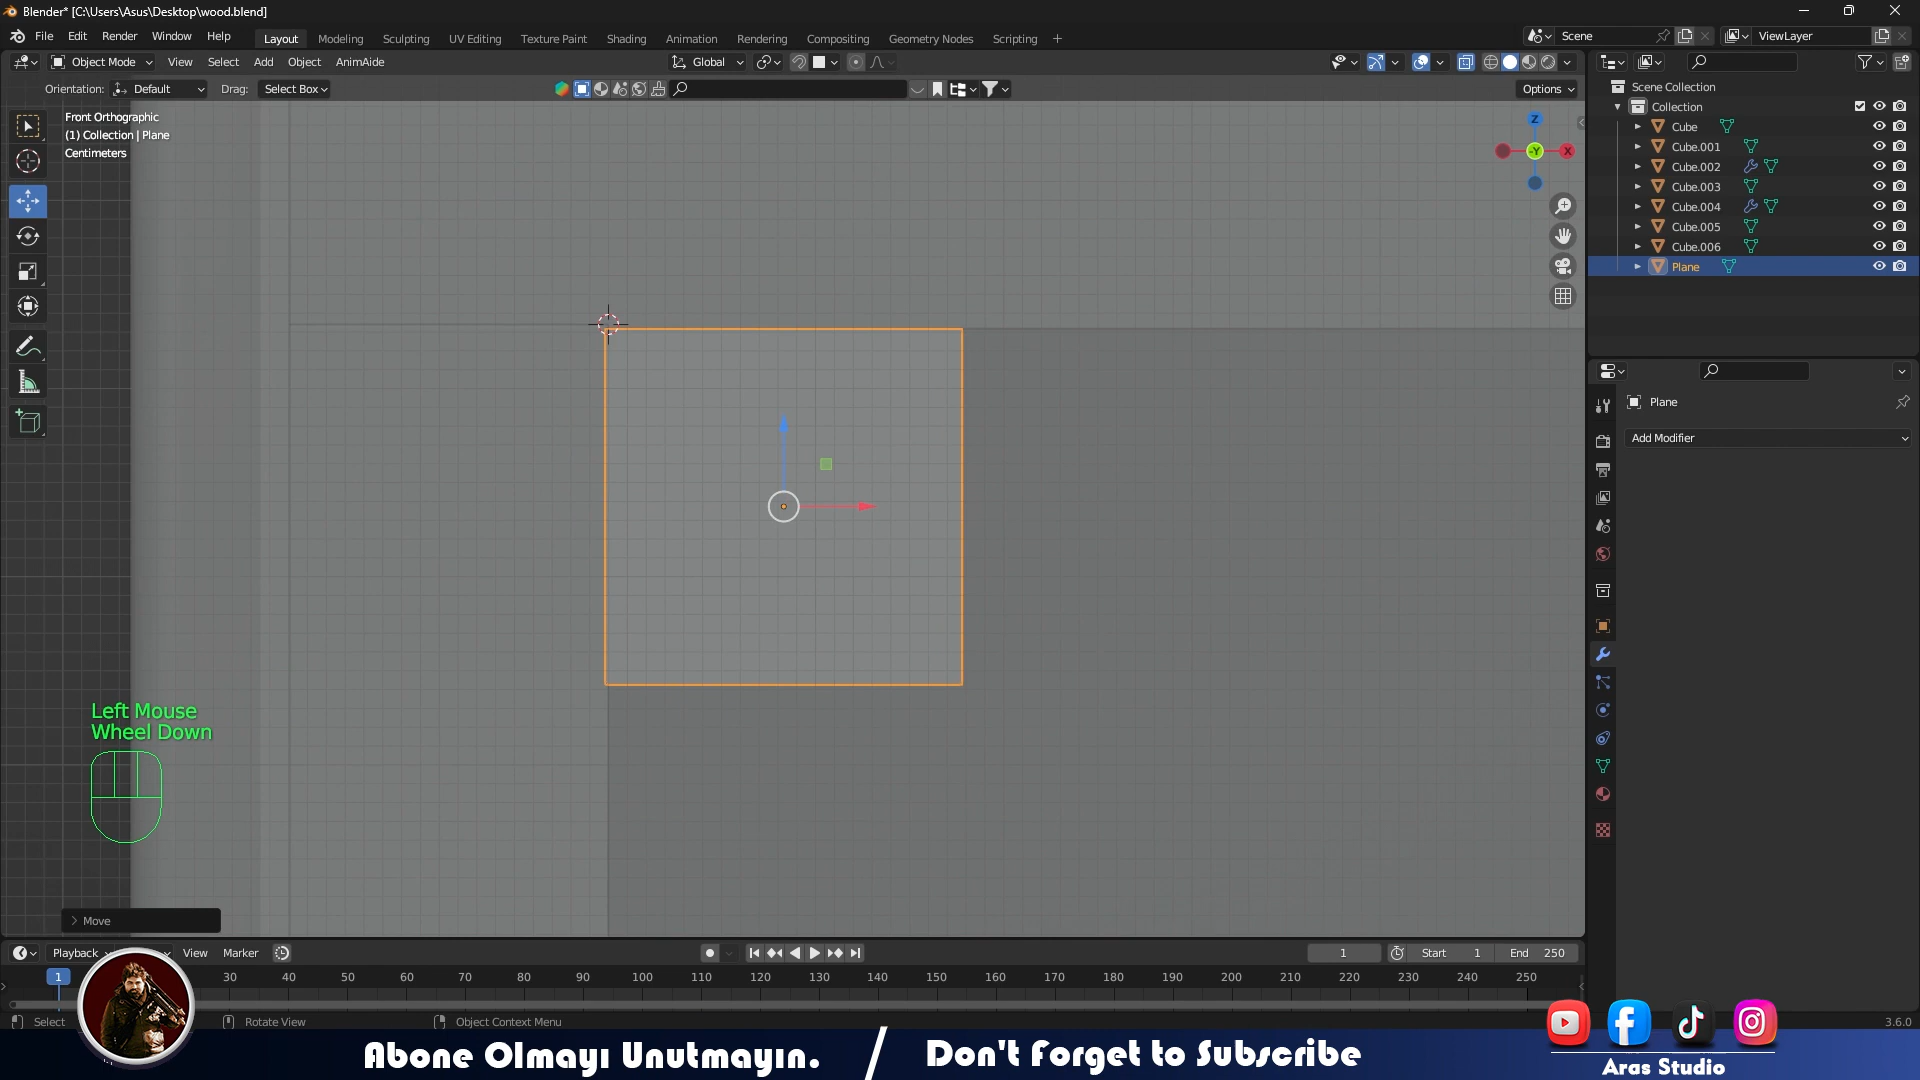 Blender* [C:\Users\Asus\Desktop\wood.blend]
File Edit Render Window Help Layout Modeling Sculpting UV Editing Texture Paint Shading Animation Rendering Compositing Geometry Nodes Scripting + Scene ViewLayer
Object Mode View Select Add Object AnimAide Global
Orientation: Default Drag: Select Box Options
Front Orthographic
(1) Collection | Plane
Centimeters
Z
-Y X
Scene Collection
Collection
Cube
Cube.001
Cube.002
Cube.003
Cube.004
Cube.005
Cube.006
Plane
Plane
Add Modifier
Left Mouse
Wheel Down
Move
Playback View Marker 1 Start 1 End 250
1 30 40 50 60 70 80 90 100 110 120 130 140 150 160 170 180 190 200 210 220 230 240 250
Select Rotate View Object Context Menu 3.6.0
Abone Olmayı Unutmayın. / Don't Forget to Subscribe
Aras Studio